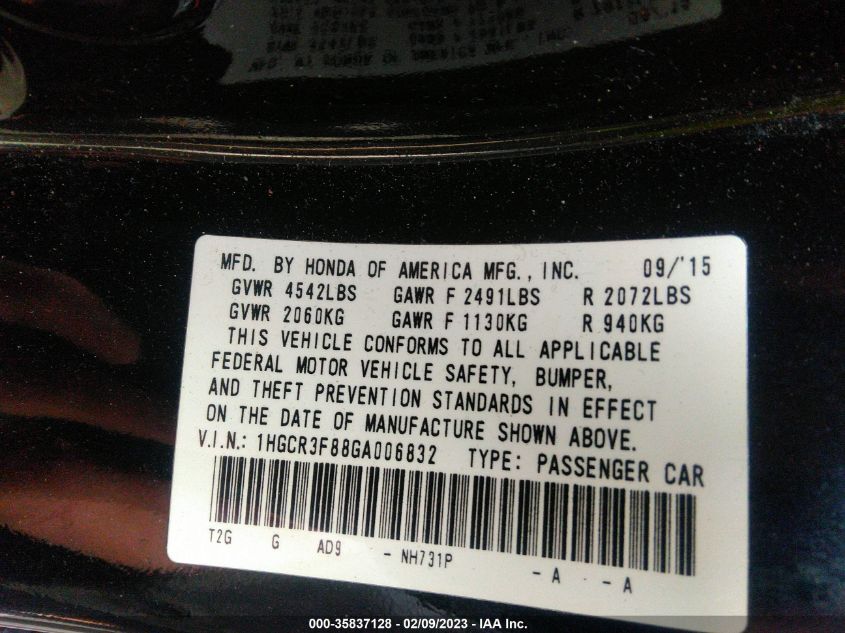 MFD. BY HONDA OF AMERICA MFG., INC. 09/'15
GVWR 4542LBS GAWR F 2491LBS R 2072LBS
GVWR 2060KG GAWR F 1130KG R 940KG
THIS VEHICLE CONFORMS TO ALL APPLICABLE
FEDERAL MOTOR VEHICLE SAFETY, BUMPER,
AND THEFT PREVENTION STANDARDS IN EFFECT
ON THE DATE OF MANUFACTURE SHOWN ABOVE.
V.I.N.: 1HGCR3F88GA006832 TYPE: PASSENGER CAR
T2G G AD9 - NH731P - A - - A
000-35837128 - 02/09/2023 - IAA Inc.